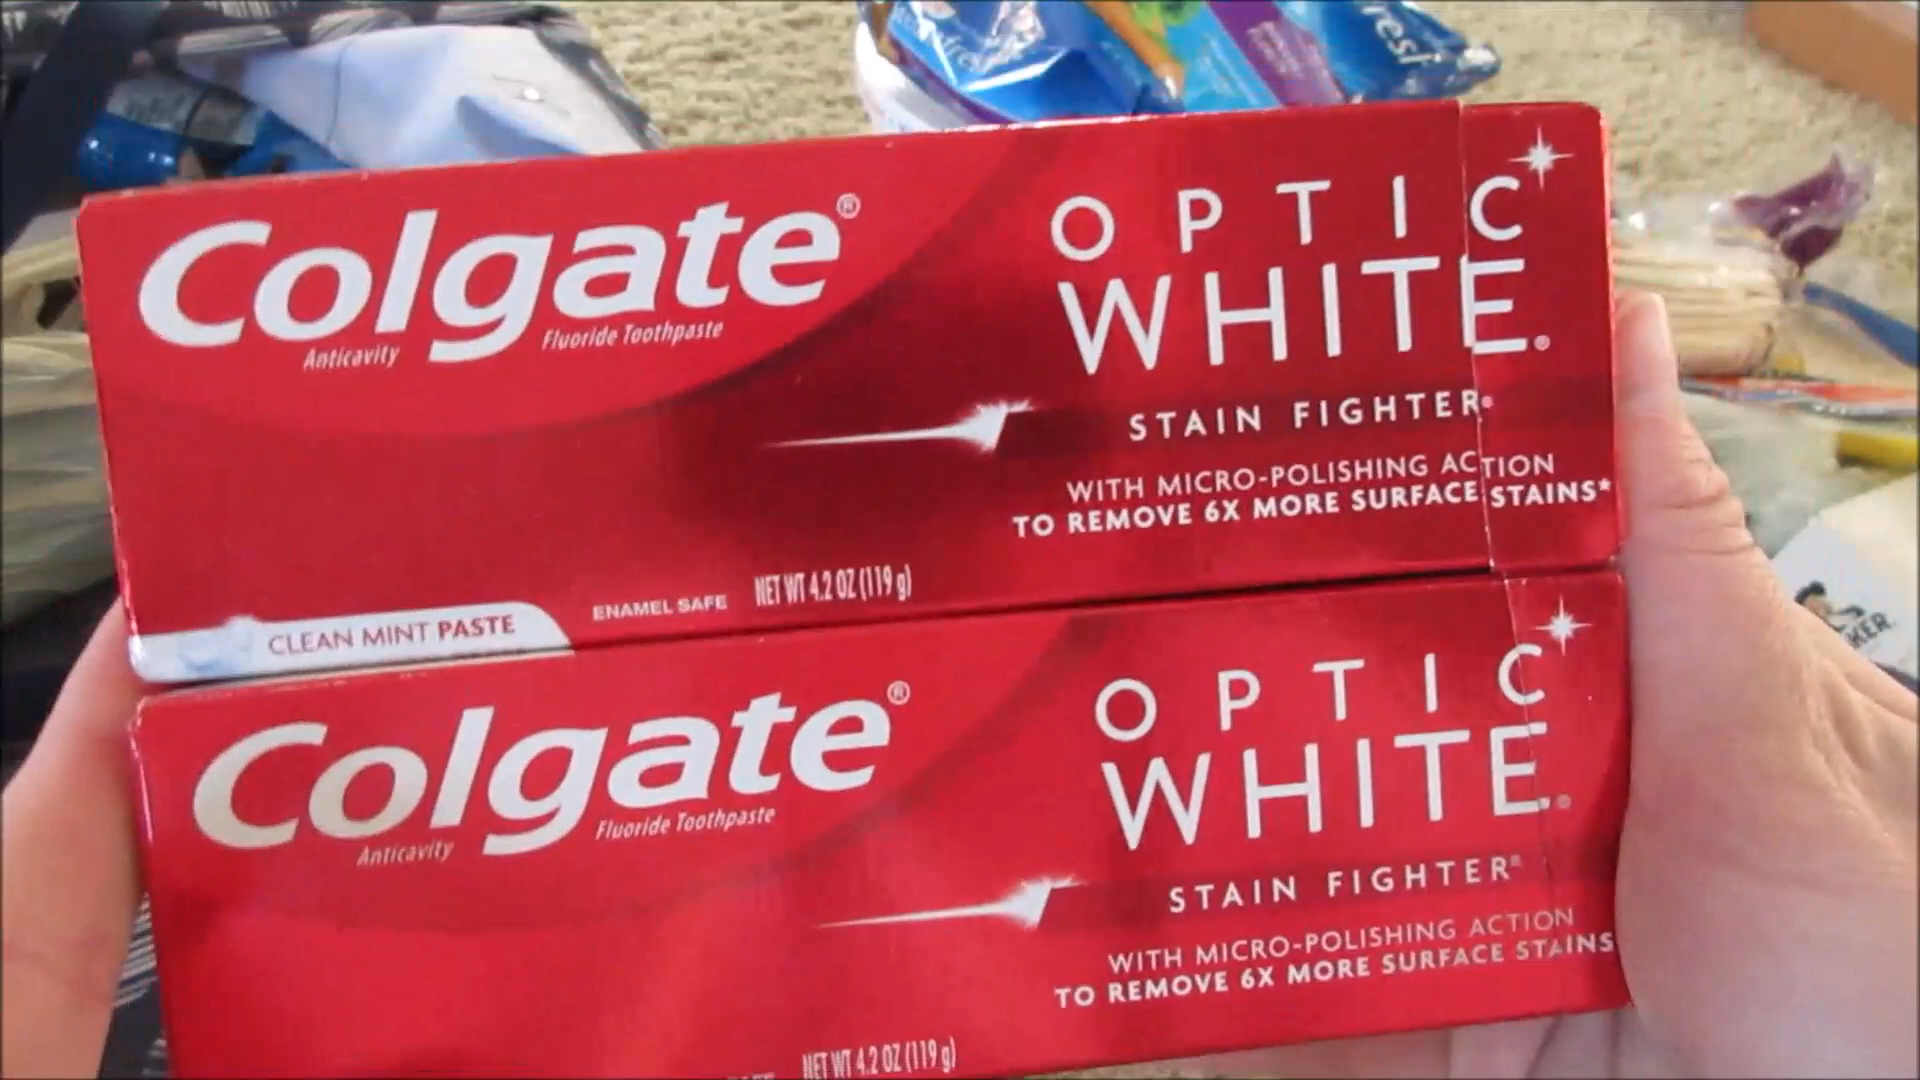 resh
Colgate®
Anticavity Fluoride Toothpaste
OPTIC
WHITE®
STAIN FIGHTER®
WITH MICRO-POLISHING ACTION
TO REMOVE 6X MORE SURFACE STAINS*
CLEAN MINT PASTE
ENAMEL SAFE
NET WT 4.2 OZ (119 g)
Colgate®
Anticavity Fluoride Toothpaste
OPTIC
WHITE®
STAIN FIGHTER®
WITH MICRO-POLISHING ACTION
TO REMOVE 6X MORE SURFACE STAINS
NET WT 4.2 OZ (119 g)
KER